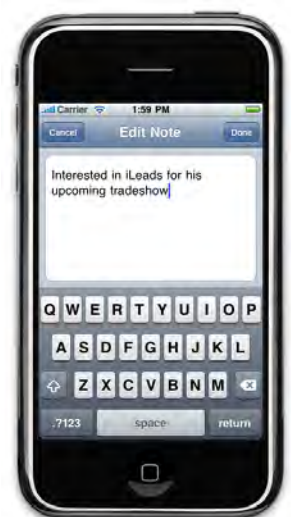 Carrier 1:59 PM
Cancel Edit Note Done
Interested in iLeads for his
upcoming tradeshow
Q W E R T Y U I O P
A S D F G H J K L
Z X C V B N M
.?123 space return